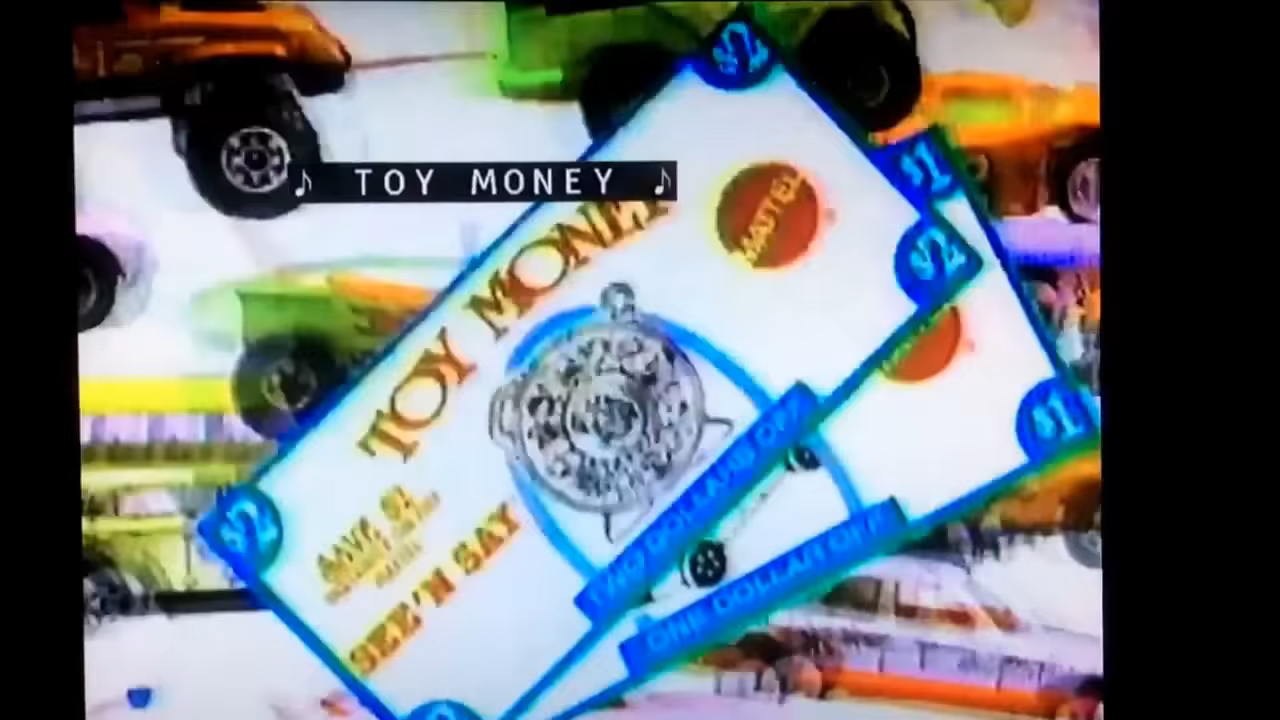 ♪ TOY MONEY ♪
$2
$1
MATTEL
TOY MONEY
$2
$1
$2
TWO DOLLARS OFF
ONE DOLLAR OFF
SEE 'N SAY